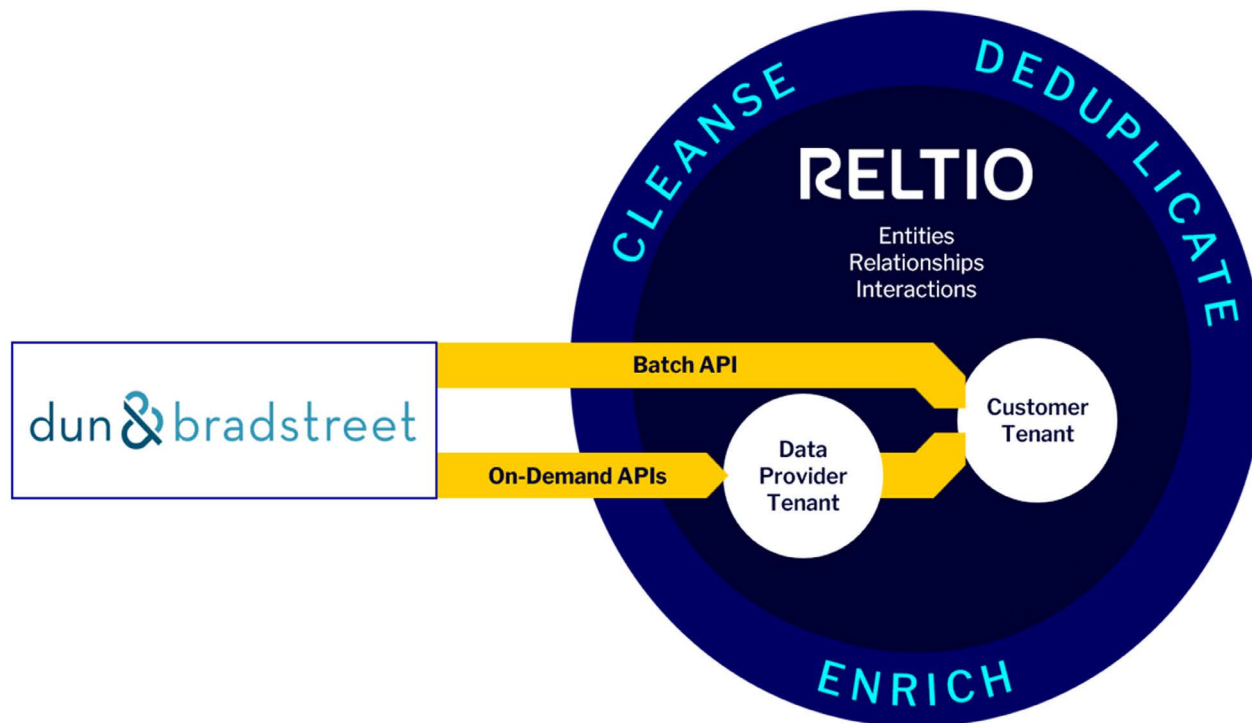 CLEANSE
DEDUPLICATE
RELTIO
Entities
Relationships
Interactions
dun & bradstreet
Batch API
On-Demand APIs
Data
Provider
Tenant
Customer
Tenant
ENRICH